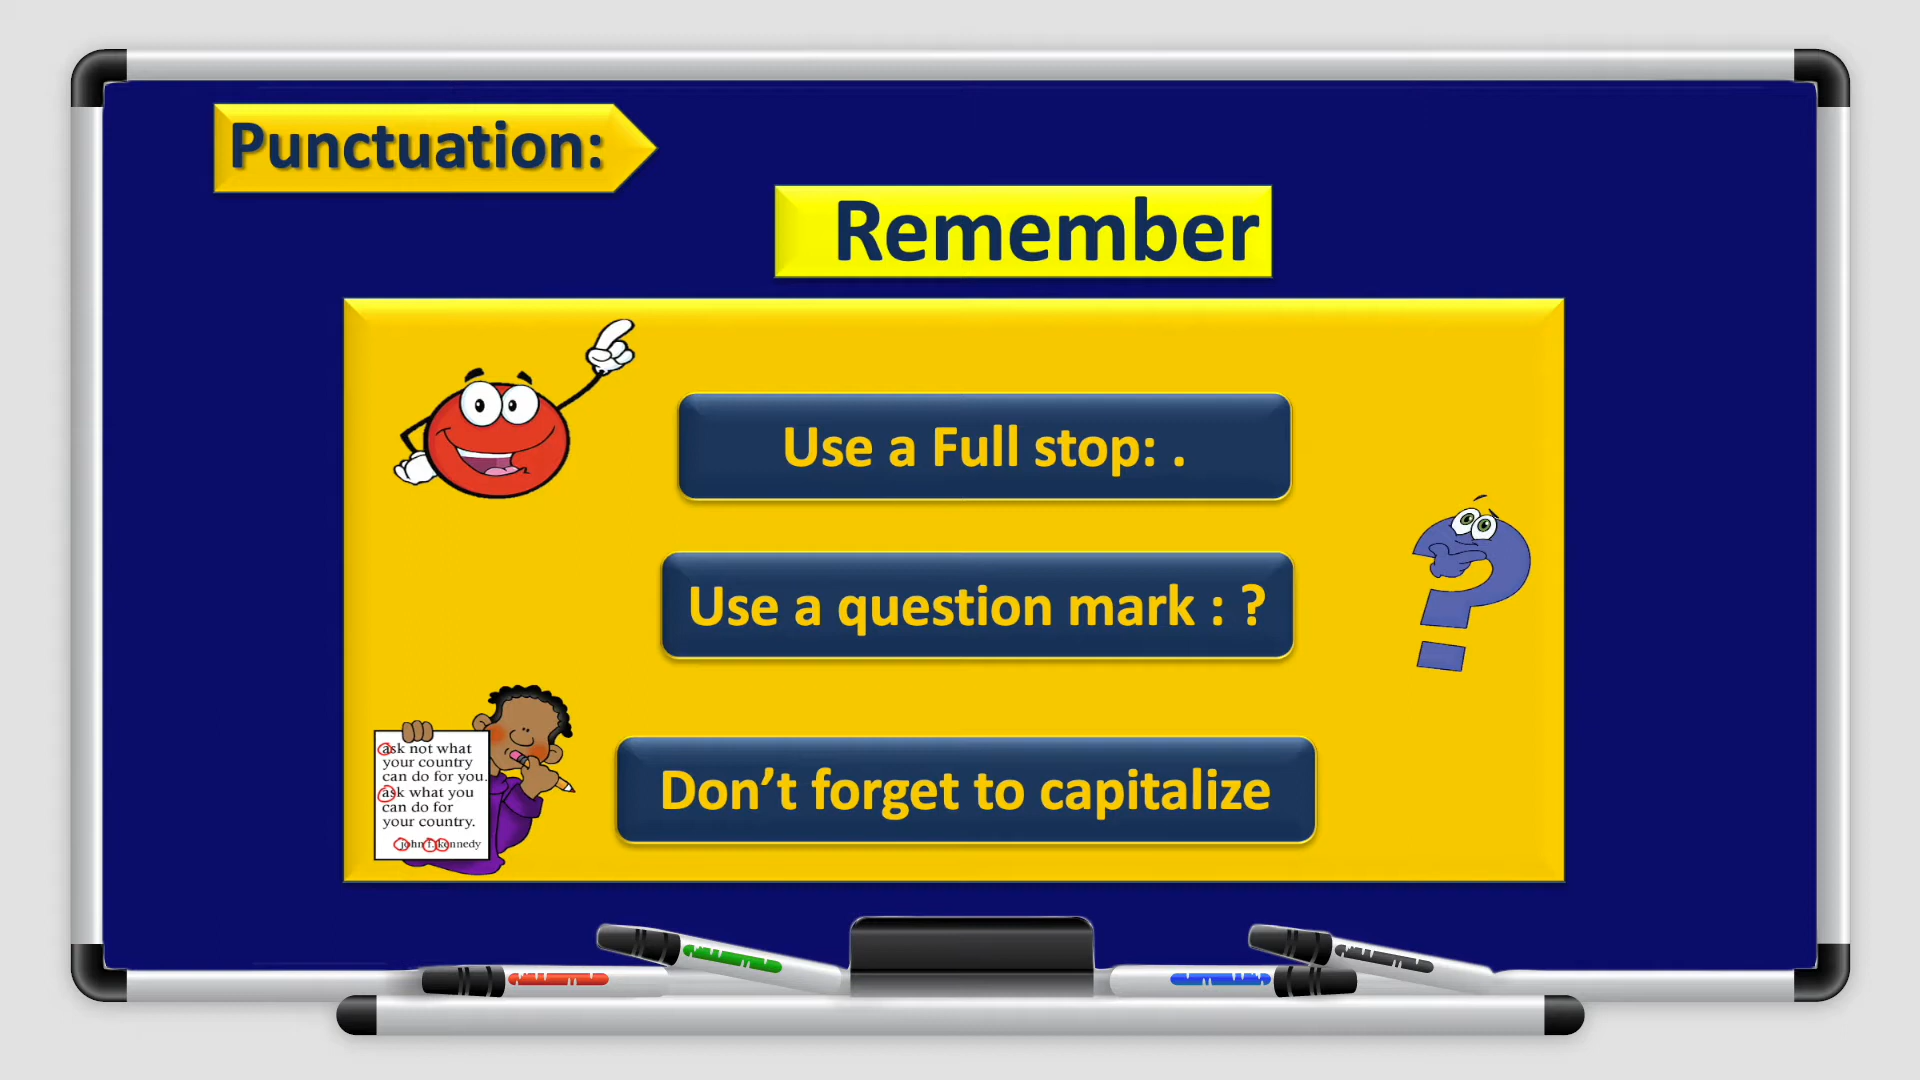 Punctuation:
Remember
Use a Full stop: .
Use a question mark : ?
Don’t forget to capitalize
ask not what
your country
can do for you.
ask what you
can do for
your country.
john f. kennedy